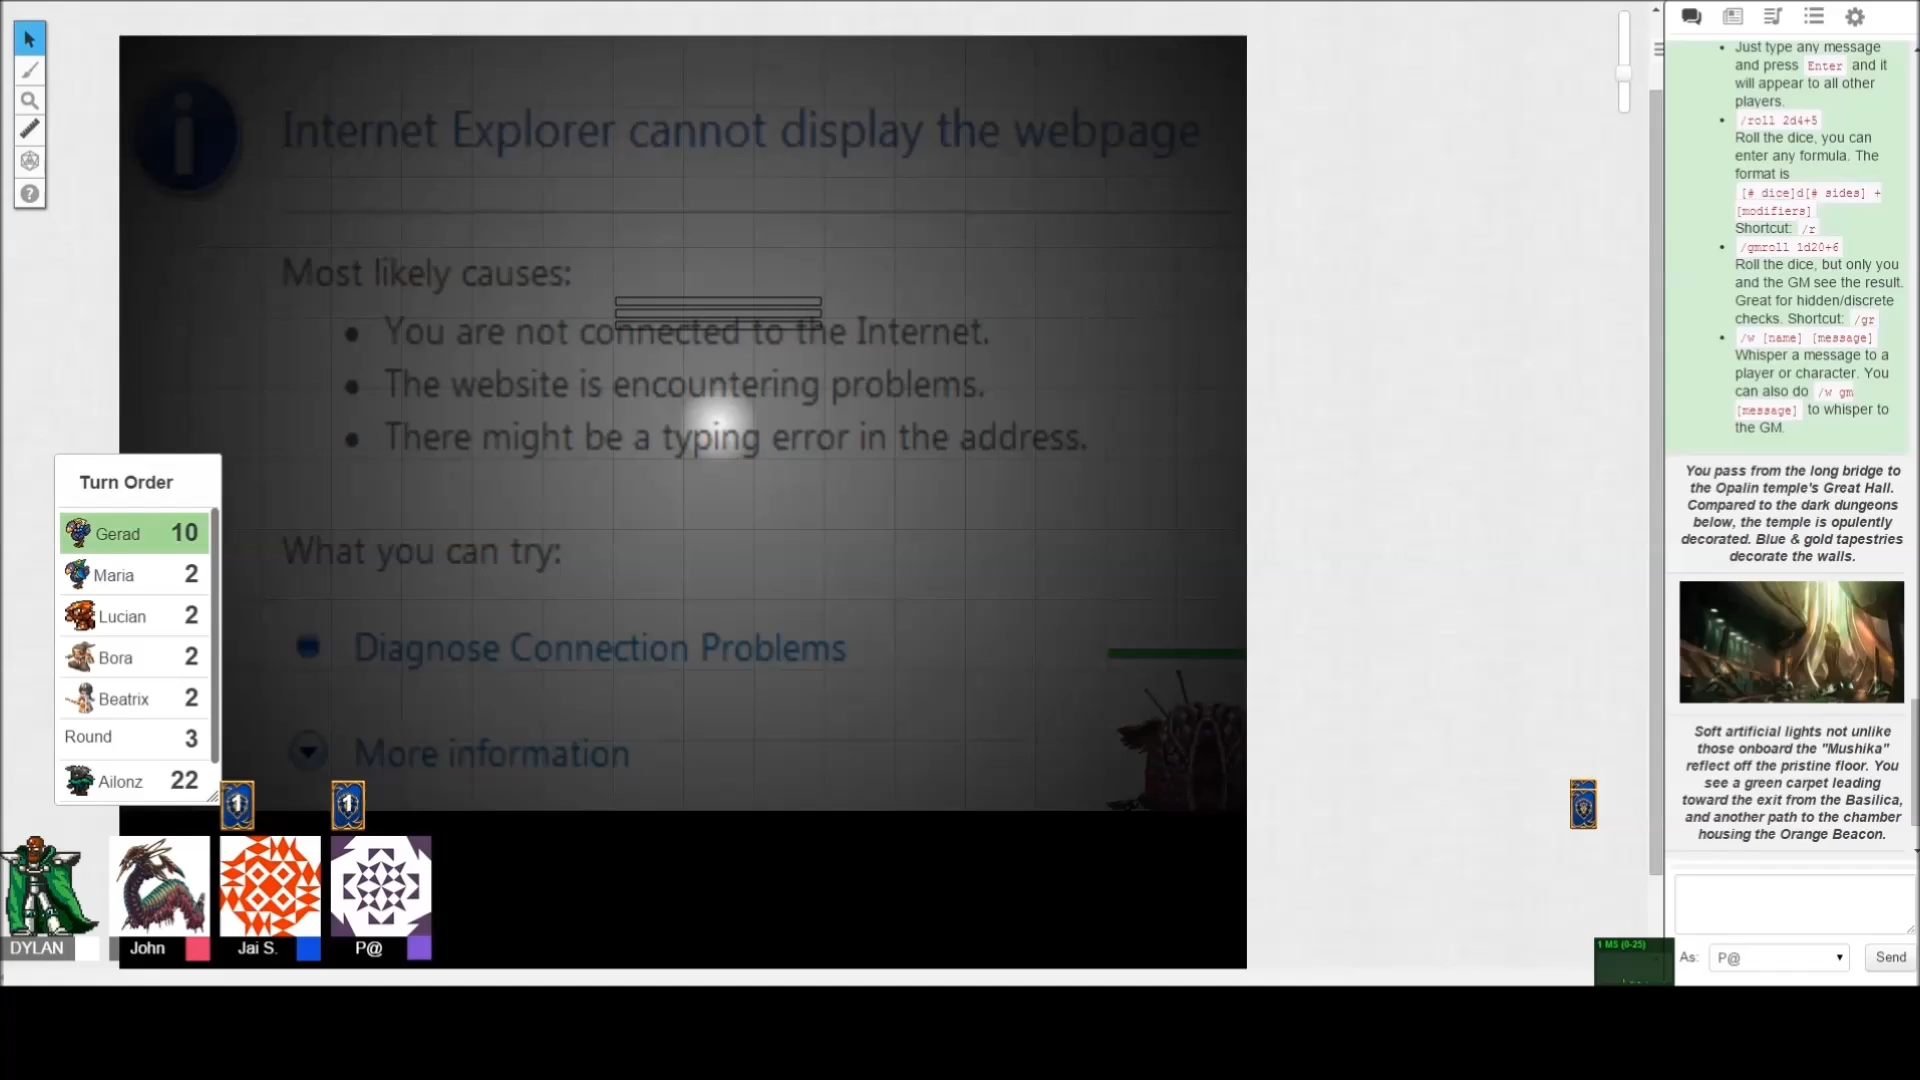 Internet Explorer cannot display the webpage
Most likely causes:
You are not connected to the Internet.
The website is encountering problems.
There might be a typing error in the address.
What you can try:
Diagnose Connection Problems
More information
Turn Order
Gerad 10
Maria 2
Lucian 2
Bora 2
Beatrix 2
Round 3
Ailonz 22
1
1
DYLAN
John
Jai S.
P@
Just type any message
and press Enter and it
will appear to all other
players.
/roll 2d4+5
Roll the dice, you can
enter any formula. The
format is
[# dice]d[# sides] +
[modifiers]
Shortcut: /r
/gmroll 1d20+6
Roll the dice, but only you
and the GM see the result.
Great for hidden/discrete
checks. Shortcut: /gr
/w [name] [message]
Whisper a message to a
player or character. You
can also do /w gm
[message] to whisper to
the GM.
You pass from the long bridge to
the Opalin temple's Great Hall.
Compared to the dark dungeons
below, the temple is opulently
decorated. Blue & gold tapestries
decorate the walls.
Soft artificial lights not unlike
those onboard the "Mushika"
reflect off the pristine floor. You
see a green carpet leading
toward the exit from the Basilica,
and another path to the chamber
housing the Orange Beacon.
1 MS (0-25)
As: P@
Send